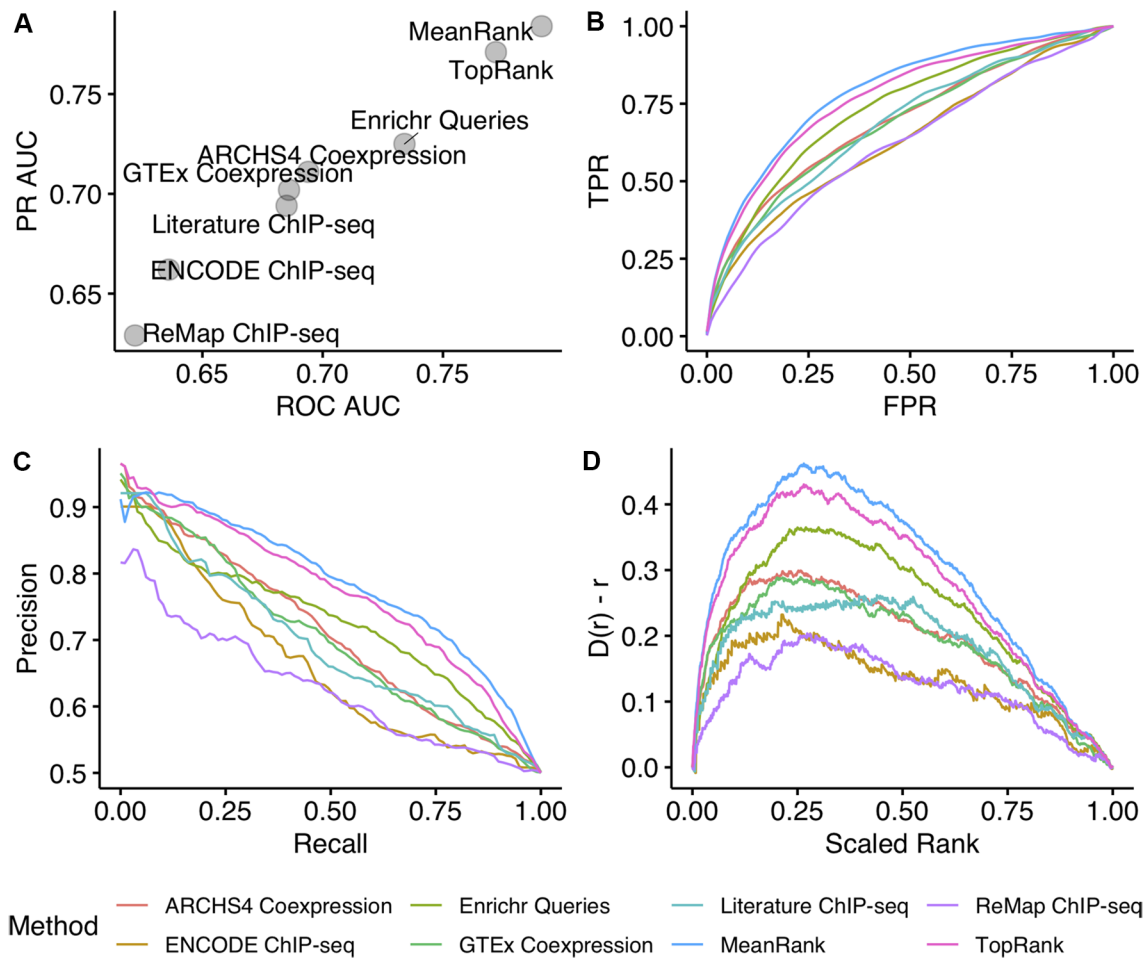 A
MeanRank
TopRank
Enrichr Queries
ARCHS4 Coexpression
GTEx Coexpression
Literature ChIP-seq
ENCODE ChIP-seq
ReMap ChIP-seq
0.75
0.70
0.65
PR AUC
0.65 0.70 0.75
ROC AUC
B
1.00
0.75
0.50
0.25
0.00
TPR
0.00 0.25 0.50 0.75 1.00
FPR
C
0.9
0.8
0.7
0.6
0.5
Precision
0.00 0.25 0.50 0.75 1.00
Recall
D
0.4
0.3
0.2
0.1
0.0
D(r) - r
0.00 0.25 0.50 0.75 1.00
Scaled Rank
Method
ARCHS4 Coexpression Enrichr Queries Literature ChIP-seq ReMap ChIP-seq
ENCODE ChIP-seq GTEx Coexpression MeanRank TopRank